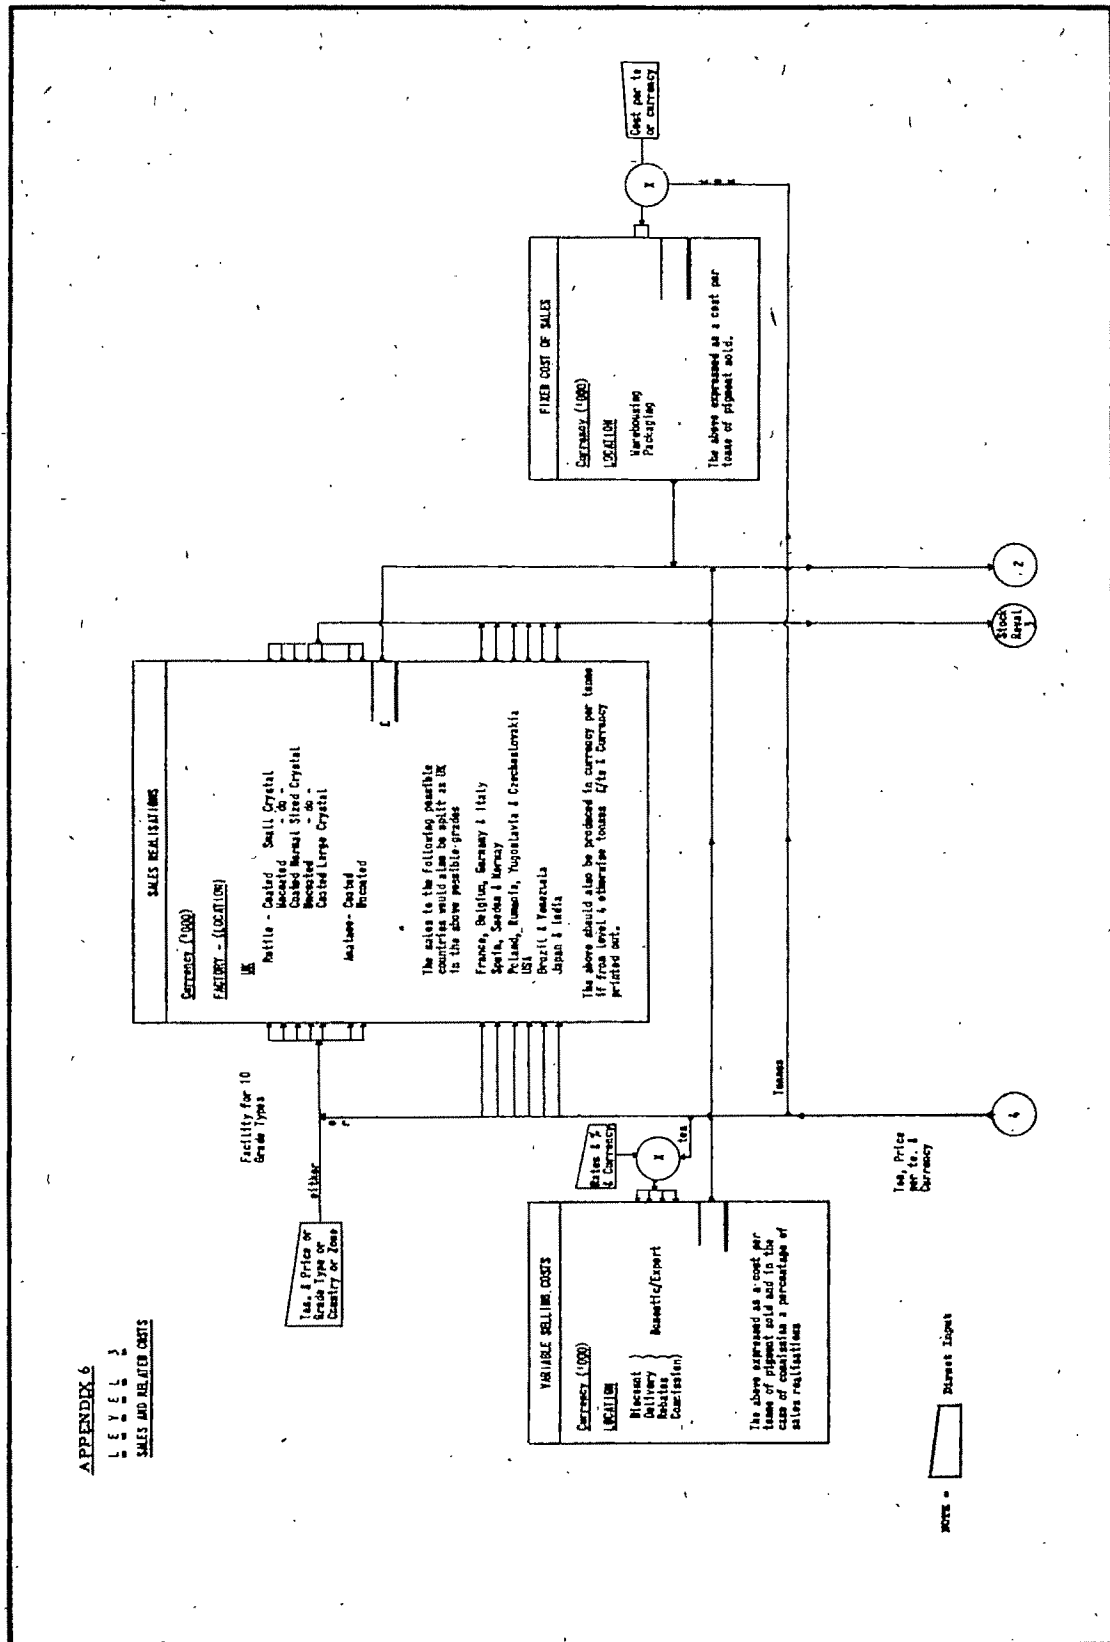 APPENDIX 6
LEVEL 3
SALES AND RELATED COSTS
Tes. & Price or
Grade Type or
Country or Zone
either
Facility for 10
Grade Types
o
r
SALES REALISATIONS
Currency ('000)
FACTORY - (LOCATION)
UK
Rutile - Coated Small Crystal
Uncoated - do -
Coated Normal Sized Crystal
Uncoated - do -
Coated Large Crystal
Anatase - Coated
Uncoated
£
The sales to the following possible
countries would also be split as UK
in the above possible grades
France, Belgium, Germany & Italy
Spain, Sweden & Norway
Poland, Rumania, Yugoslavia & Czechoslovakia
USA
Brazil & Venezuela
Japan & India
The above should also be produced in currency per tonne
if from level 4 otherwise tonnes £/te & Currency
printed out.
VARIABLE SELLING COSTS
Currency ('000)
LOCATION
Discount
Delivery
Rebates
Commission)
Domestic/Export
The above expressed as a cost per
tonne of pigment sold and in the
case of commission a percentage of
sales realisations
Rates & %
& Currency
X
tes
Tes, Price
per te. &
Currency
4
Tonnes
FIXED COST OF SALES
Currency ('000)
LOCATION
Warehousing
Packaging
The above expressed as a cost per
tonne of pigment sold.
X
Cost per te
or currency
Stock
Reval
3
2
NOTE = Direct Input